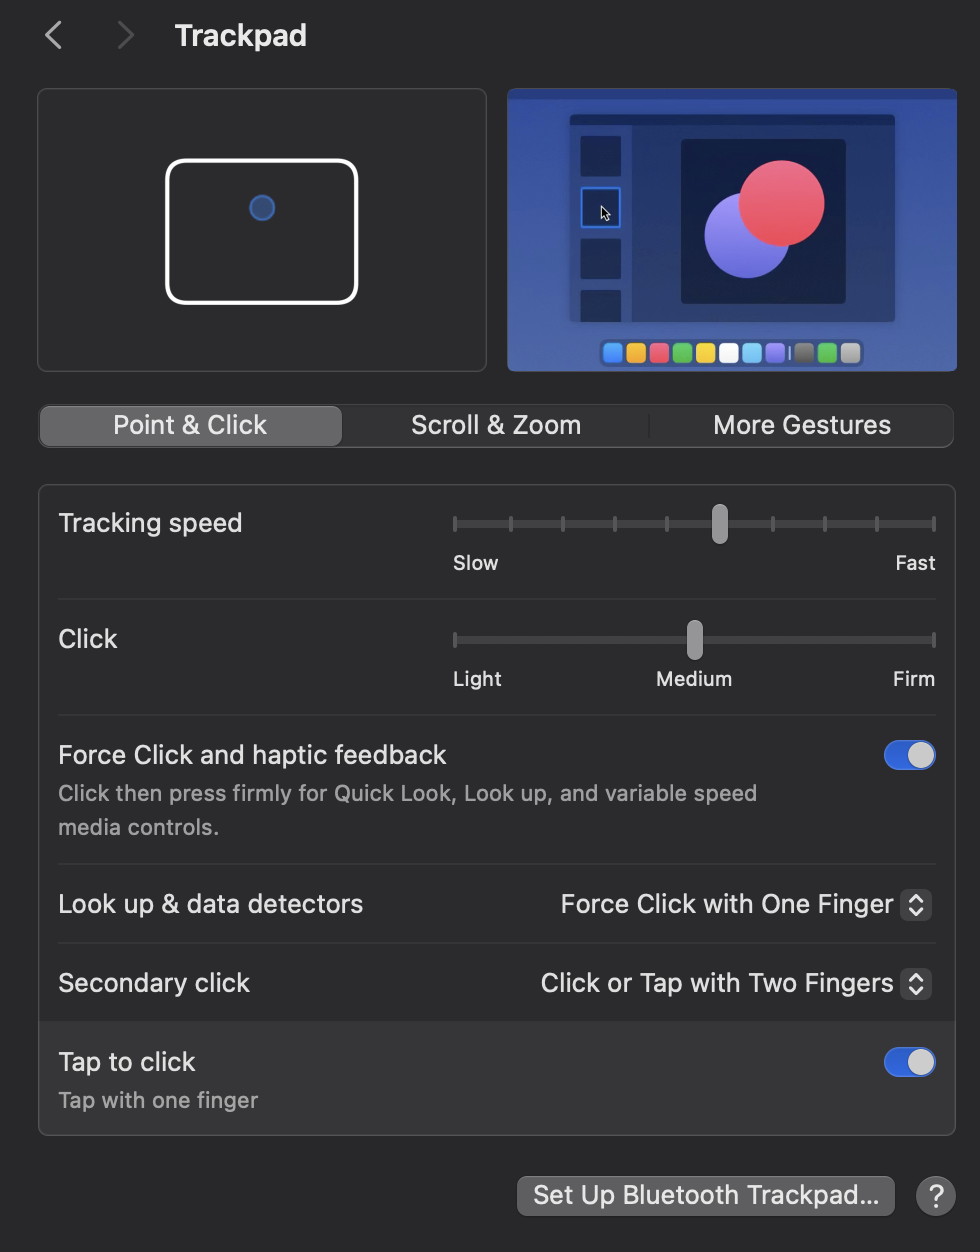 Trackpad
Point & Click
Scroll & Zoom
More Gestures
Tracking speed
Slow
Fast
Click
Light
Medium
Firm
Force Click and haptic feedback
Click then press firmly for Quick Look, Look up, and variable speed
media controls.
Look up & data detectors
Force Click with One Finger
Secondary click
Click or Tap with Two Fingers
Tap to click
Tap with one finger
Set Up Bluetooth Trackpad...
?